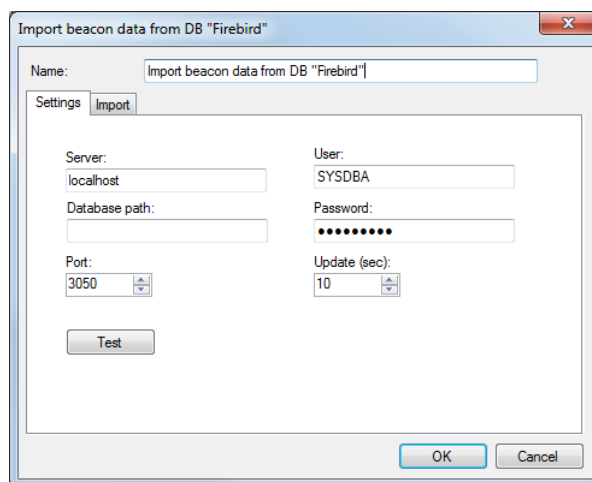 Import beacon data from DB "Firebird"
Name: Import beacon data from DB "Firebird"
Settings Import
Server: User:
localhost SYSDBA
Database path: Password:
●●●●●●●●●
Port: Update (sec):
3050 10
Test
OK Cancel